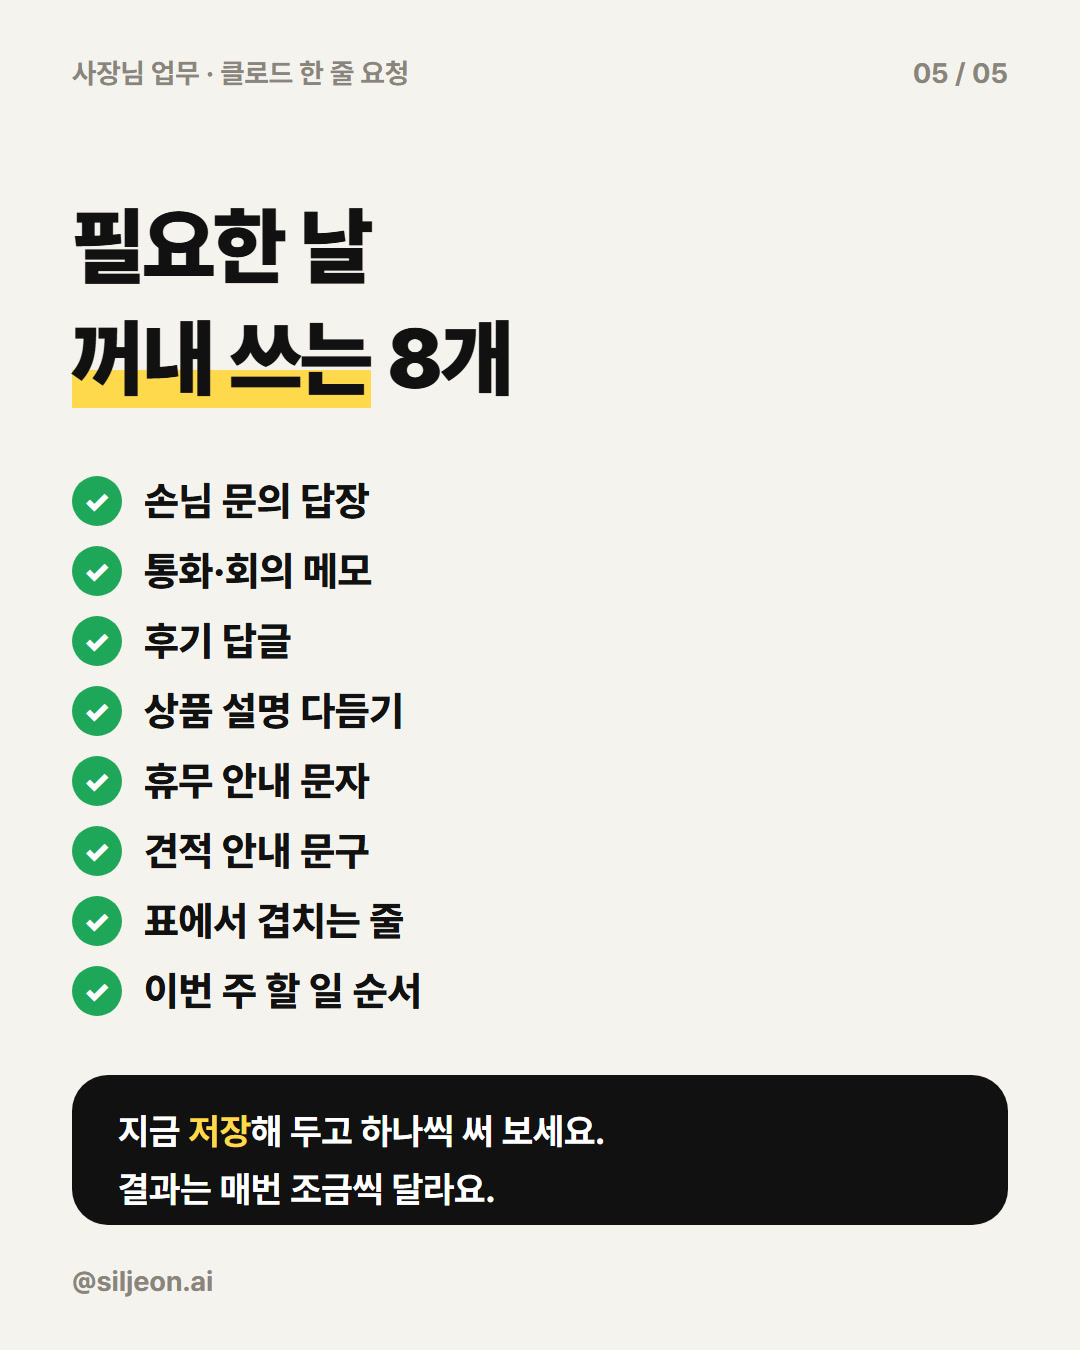 사장님 업무 · 클로드 한 줄 요청
05 / 05
필요한 날
꺼내 쓰는 8개
손님 문의 답장
통화·회의 메모
후기 답글
상품 설명 다듬기
휴무 안내 문자
견적 안내 문구
표에서 겹치는 줄
이번 주 할 일 순서
지금 저장해 두고 하나씩 써 보세요.
결과는 매번 조금씩 달라요.
@siljeon.ai